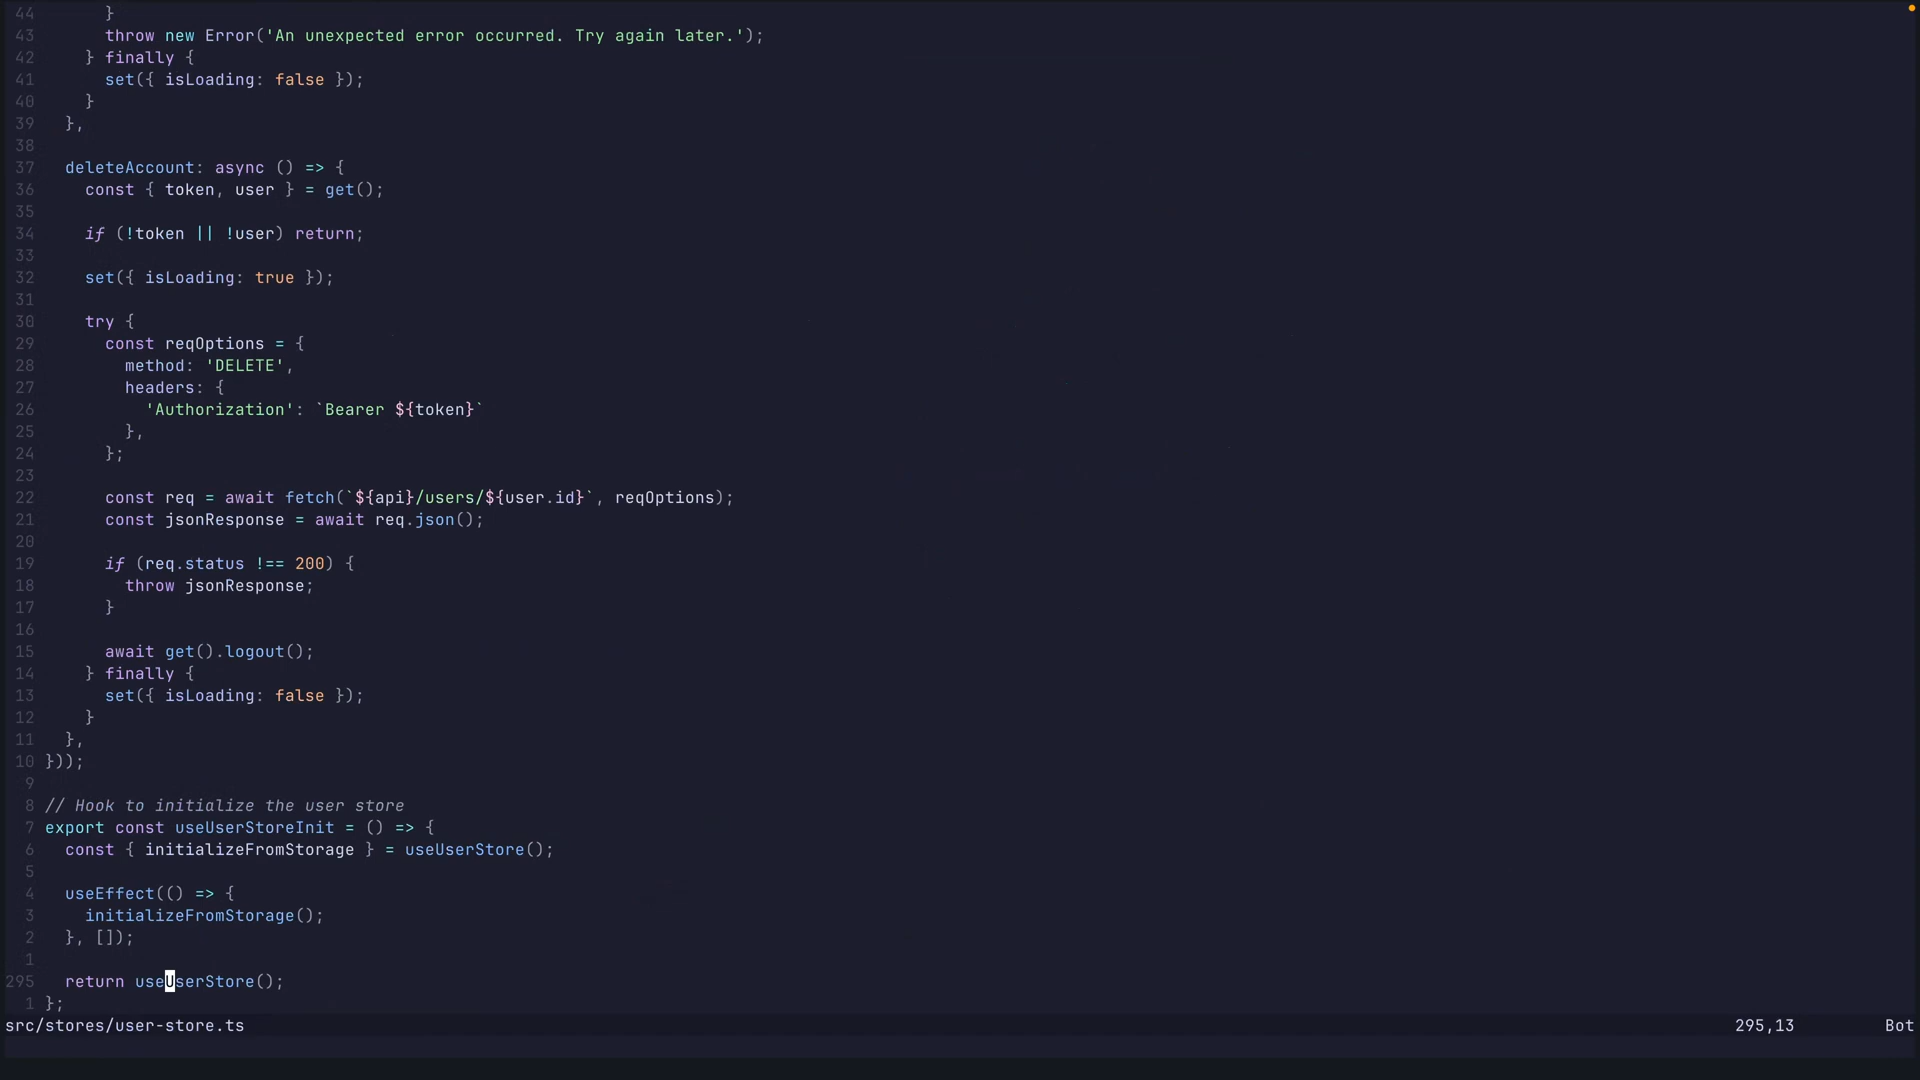 44       }
43       throw new Error('An unexpected error occurred. Try again later.');
42     } finally {
41       set({ isLoading: false });
40     }
39   },
38
37   deleteAccount: async () => {
36     const { token, user } = get();
35
34     if (!token || !user) return;
33
32     set({ isLoading: true });
31
30     try {
29       const reqOptions = {
28         method: 'DELETE',
27         headers: {
26           'Authorization': `Bearer ${token}`
25         },
24       };
23
22       const req = await fetch(`${api}/users/${user.id}`, reqOptions);
21       const jsonResponse = await req.json();
20
19       if (req.status !== 200) {
18         throw jsonResponse;
17       }
16
15       await get().logout();
14     } finally {
13       set({ isLoading: false });
12     }
11   },
10 }));
9
8 // Hook to initialize the user store
7 export const useUserStoreInit = () => {
6   const { initializeFromStorage } = useUserStore();
5
4   useEffect(() => {
3     initializeFromStorage();
2   }, []);
1
295   return useUserStore();
1 };
src/stores/user-store.ts 295,13 Bot